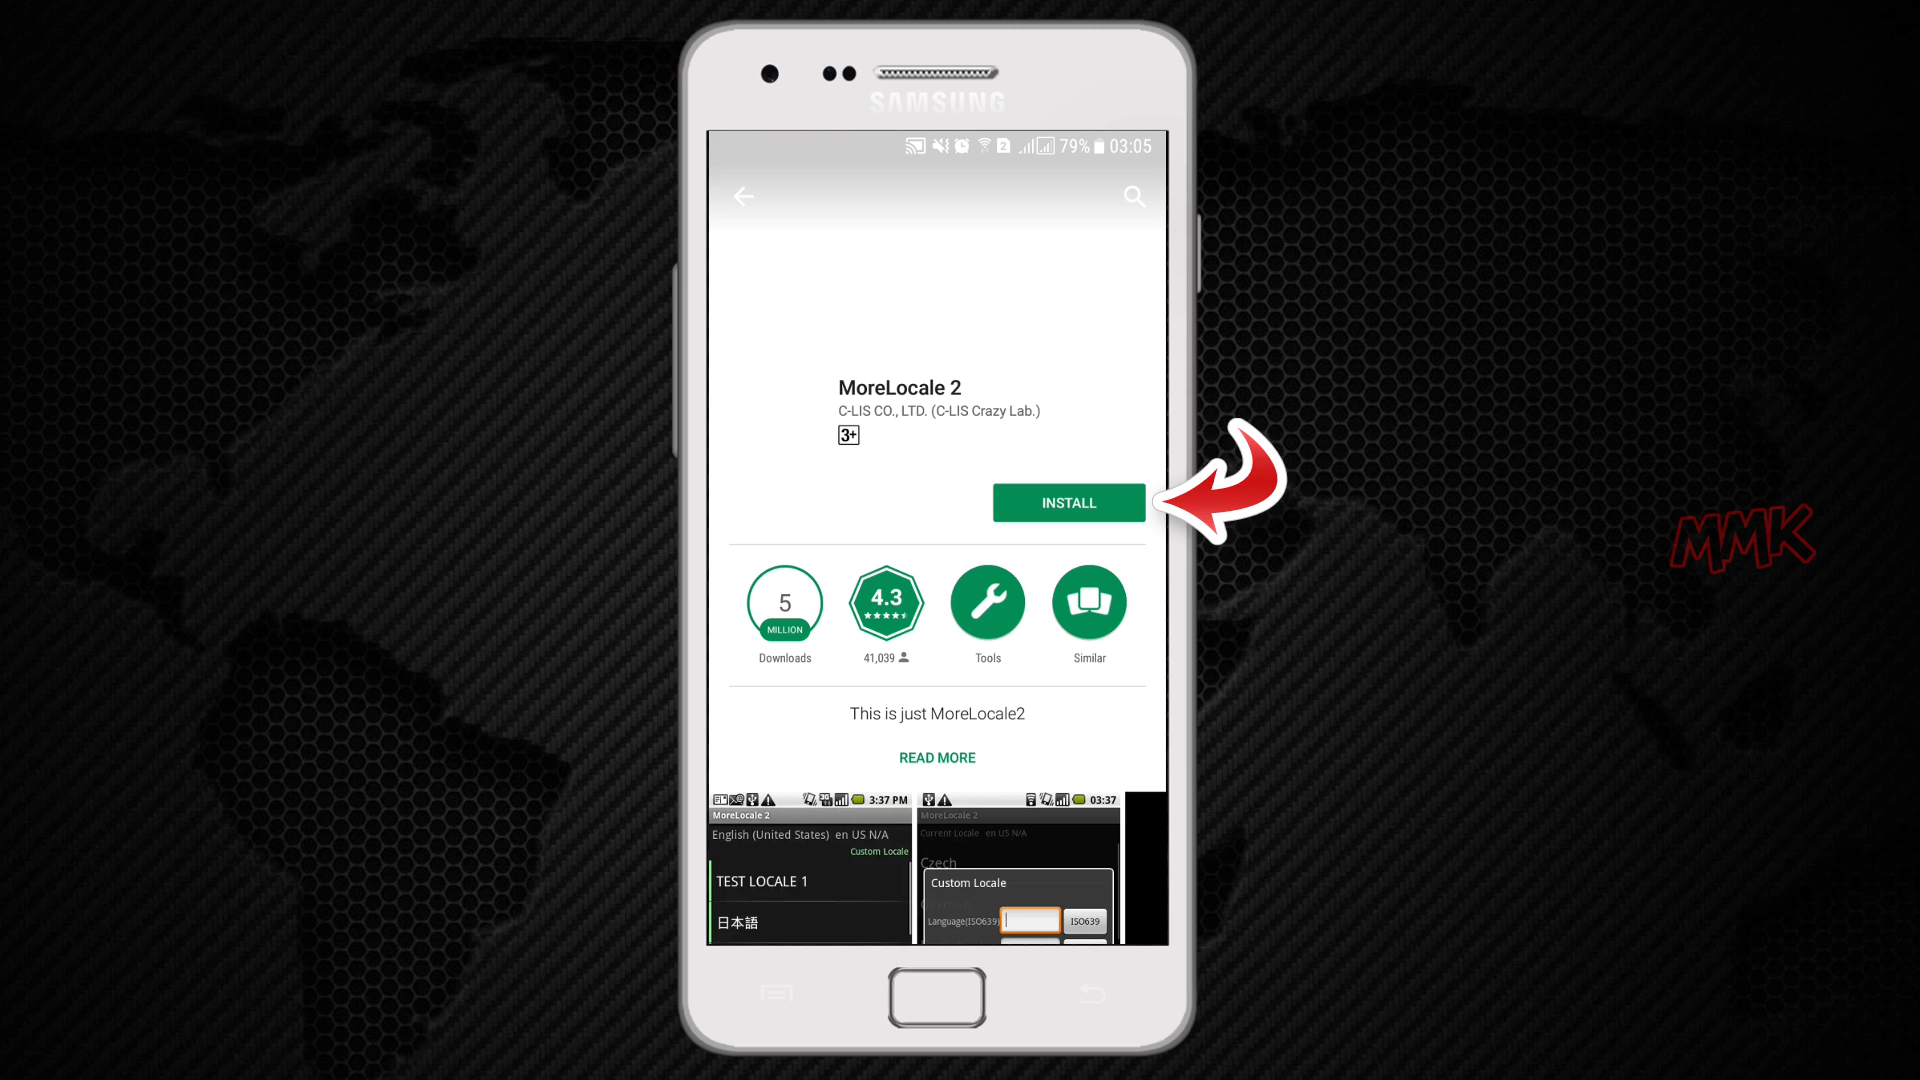 SAMSUNG
2 79% 03:05
MoreLocale 2
C-LIS CO., LTD. (C-LIS Crazy Lab.)
3+
INSTALL
MMK
5
MILLION
4.3
Downloads
41,039
Tools
Similar
This is just MoreLocale2
READ MORE
3:37 PM
MoreLocale 2
English (United States) en US N/A
Custom Locale
TEST LOCALE 1
日本語
03:37
MoreLocale 2
Current Locale en US N/A
Czech
German
Custom Locale
Language(ISO639)
ISO639